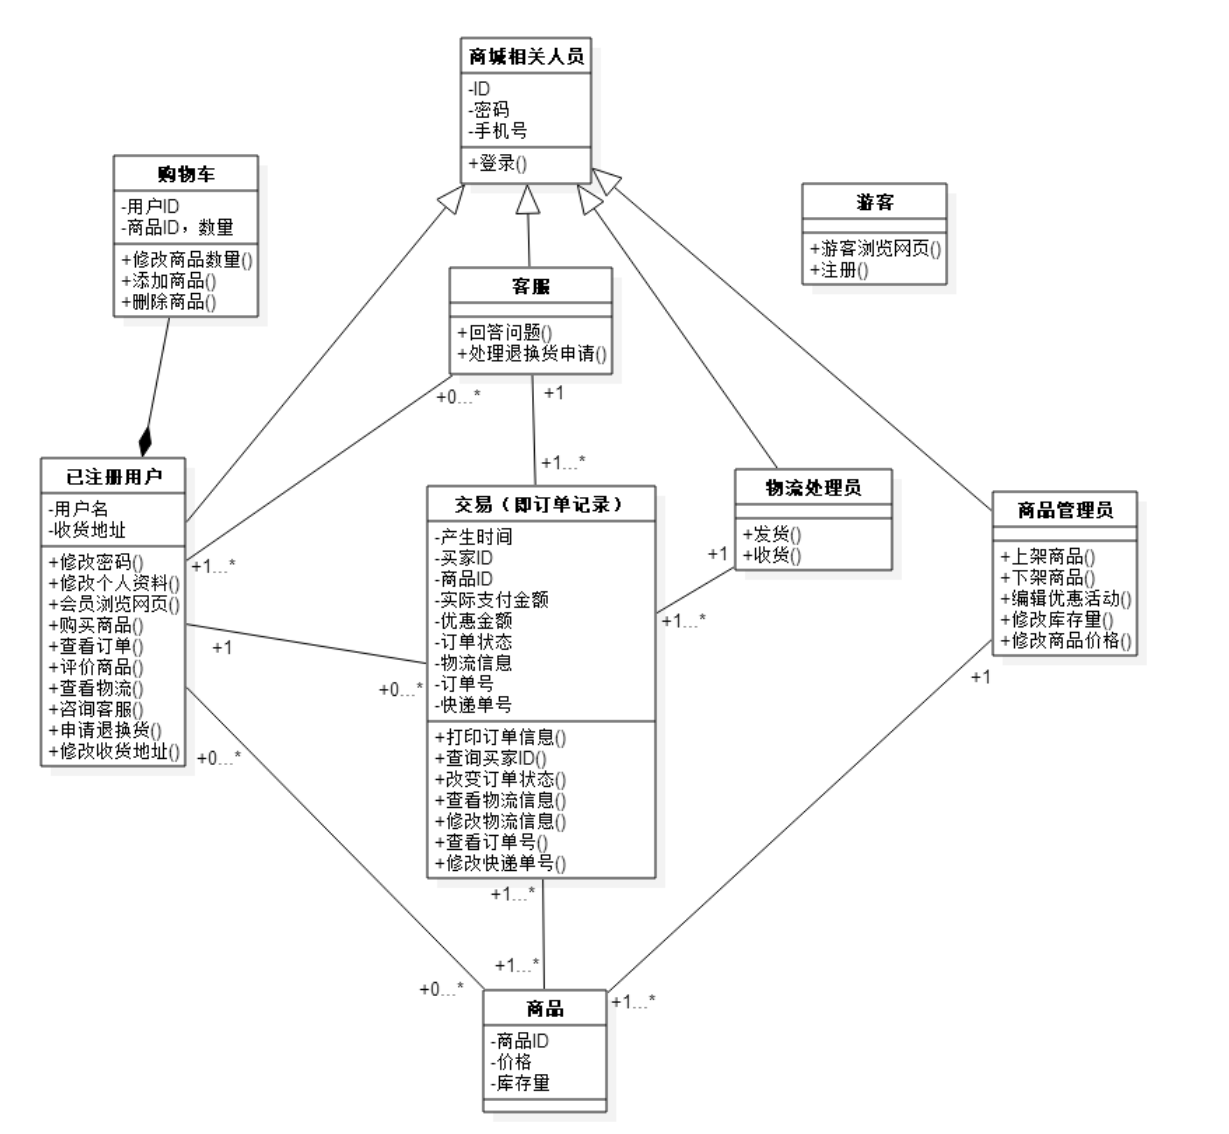 商城相关人员
-ID
-密码
-手机号
+登录()
购物车
-用户ID
-商品ID，数量
+修改商品数量()
+添加商品()
+删除商品()
游客
+游客浏览网页()
+注册()
客服
+回答问题()
+处理退换货申请()
+0...*
+1
+1...*
已注册用户
-用户名
-收货地址
+修改密码()
+修改个人资料()
+会员浏览网页()
+购买商品()
+查看订单()
+评价商品()
+查看物流()
+咨询客服()
+申请退换货()
+修改收货地址()
+1...*
+1
+0...*
+0...*
交易（即订单记录）
-产生时间
-买家ID
-商品ID
-实际支付金额
-优惠金额
-订单状态
-物流信息
-订单号
-快递单号
+打印订单信息()
+查询买家ID()
+改变订单状态()
+查看物流信息()
+修改物流信息()
+查看订单号()
+修改快递单号()
物流处理员
+发货()
+收货()
+1
+1...*
商品管理员
+上架商品()
+下架商品()
+编辑优惠活动()
+修改库存量()
+修改商品价格()
+1
+1...*
+1...*
+0...*
+1...*
商品
-商品ID
-价格
-库存量